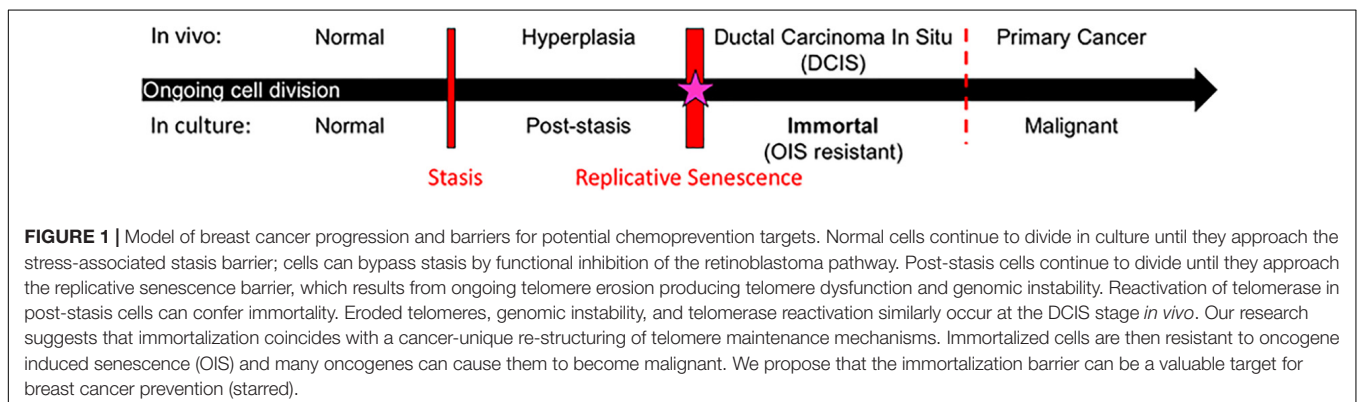 In vivo: Normal Hyperplasia Ductal Carcinoma In Situ Primary Cancer
(DCIS)
Ongoing cell division
In culture: Normal Post-stasis Immortal Malignant
(OIS resistant)
Stasis Replicative Senescence
FIGURE 1 | Model of breast cancer progression and barriers for potential chemoprevention targets. Normal cells continue to divide in culture until they approach the
stress-associated stasis barrier; cells can bypass stasis by functional inhibition of the retinoblastoma pathway. Post-stasis cells continue to divide until they approach
the replicative senescence barrier, which results from ongoing telomere erosion producing telomere dysfunction and genomic instability. Reactivation of telomerase in
post-stasis cells can confer immortality. Eroded telomeres, genomic instability, and telomerase reactivation similarly occur at the DCIS stage in vivo. Our research
suggests that immortalization coincides with a cancer-unique re-structuring of telomere maintenance mechanisms. Immortalized cells are then resistant to oncogene
induced senescence (OIS) and many oncogenes can cause them to become malignant. We propose that the immortalization barrier can be a valuable target for
breast cancer prevention (starred).